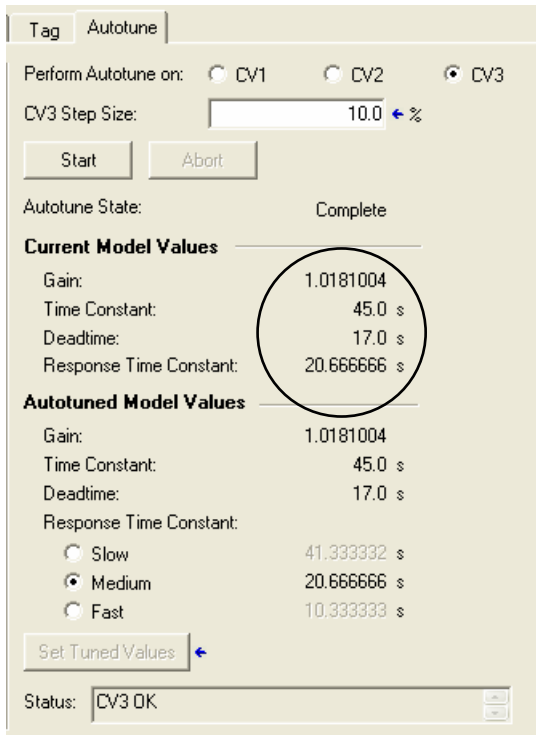 Tag Autotune
Perform Autotune on: CV1 CV2 CV3
CV3 Step Size: 10.0 %
Start Abort
Autotune State: Complete
Current Model Values
Gain: 1.0181004
Time Constant: 45.0 s
Deadtime: 17.0 s
Response Time Constant: 20.666666 s
Autotuned Model Values
Gain: 1.0181004
Time Constant: 45.0 s
Deadtime: 17.0 s
Response Time Constant:
Slow 41.333332 s
Medium 20.666666 s
Fast 10.333333 s
Set Tuned Values
Status: CV3 OK